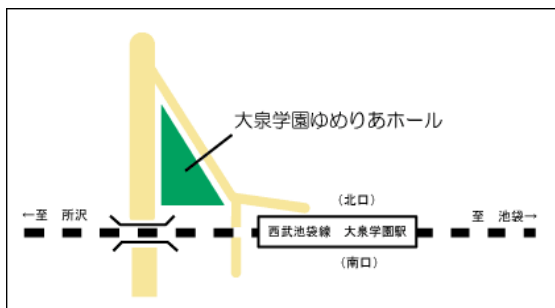 大泉学園ゆめりあホール
(北口)
←至　所沢
至　池袋→
西武池袋線　大泉学園駅
(南口)